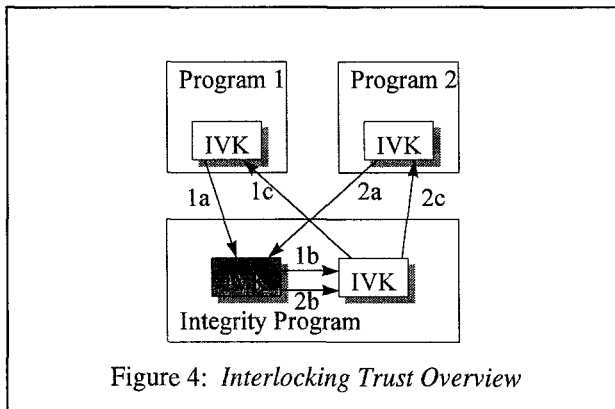 Program 1
Program 2
IVK
IVK
1a
1c
2a
2c
1b
IVK
2b
Integrity Program
Figure 4: Interlocking Trust Overview